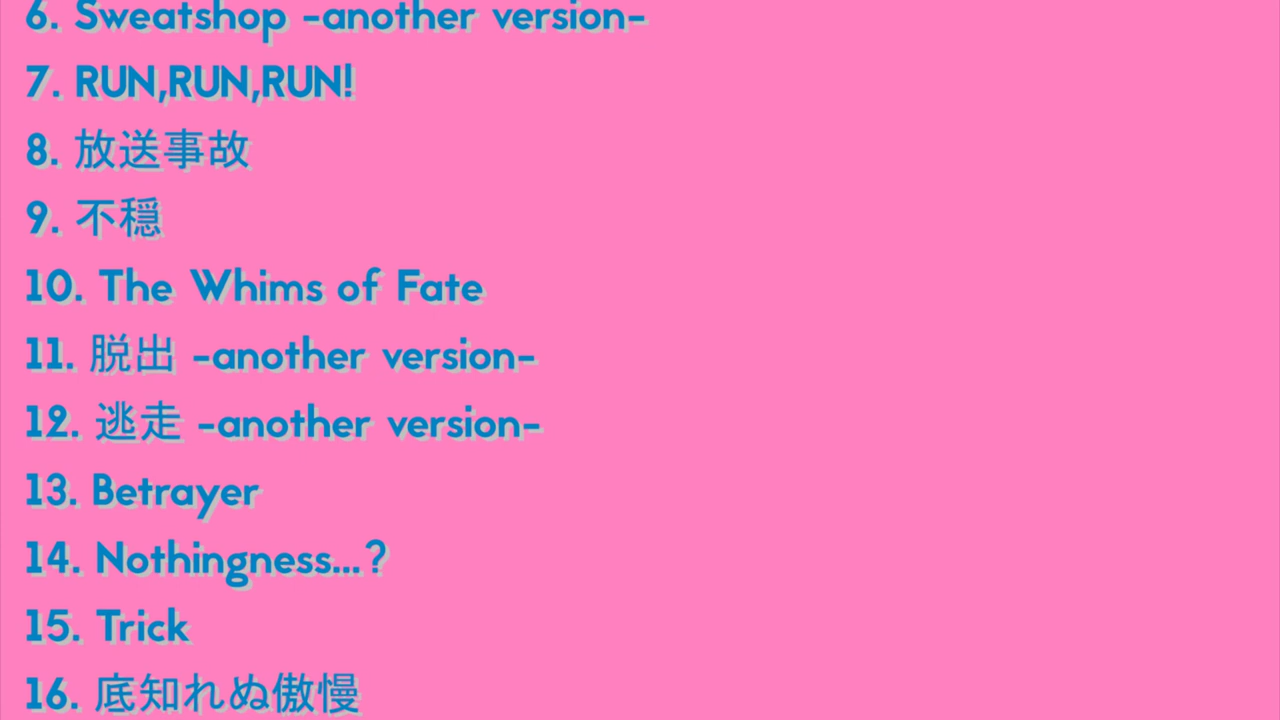 6. Sweatshop -another version-
7. RUN,RUN,RUN!
8. 放送事故
9. 不穏
10. The Whims of Fate
11. 脱出 -another version-
12. 逃走 -another version-
13. Betrayer
14. Nothingness...?
15. Trick
16. 底知れぬ傲慢